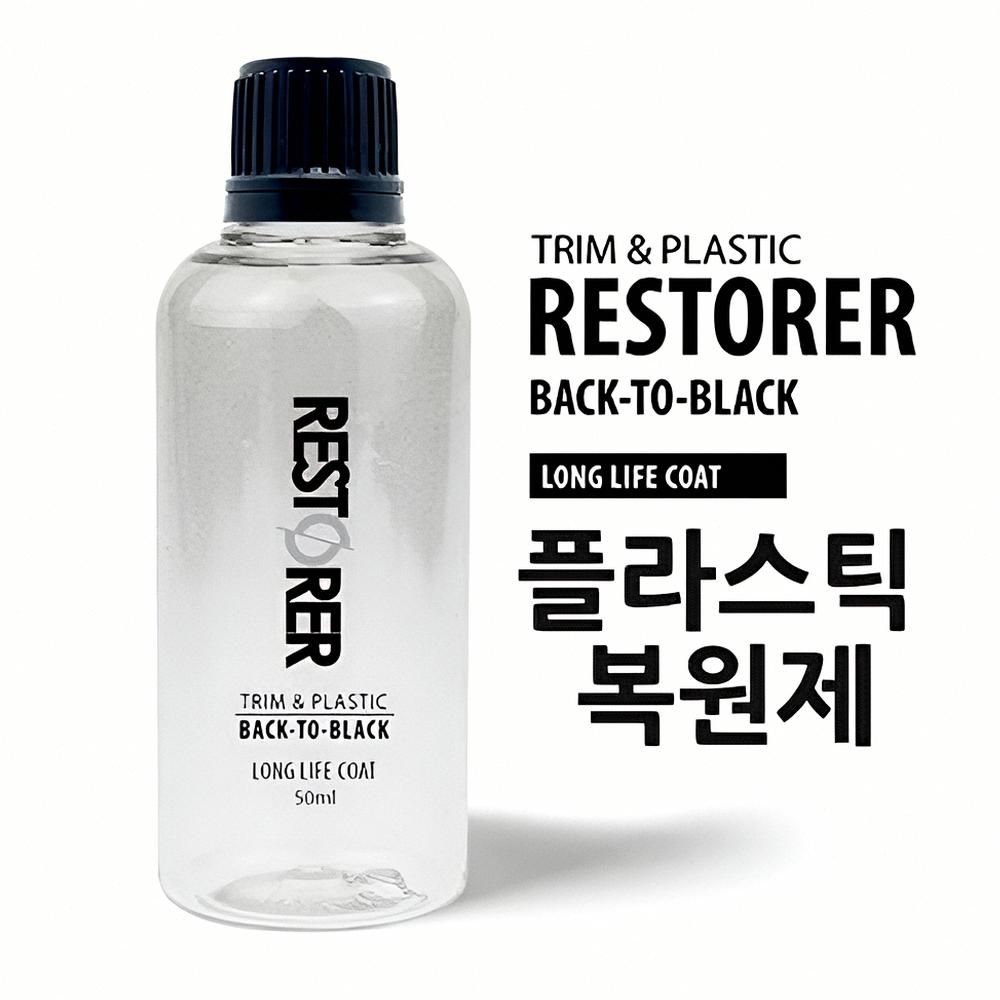 RESTORER
TRIM & PLASTIC
BACK-TO-BLACK
LONG LIFE COAT
50ml
TRIM & PLASTIC
RESTORER
BACK-TO-BLACK
LONG LIFE COAT
플라스틱
복원제